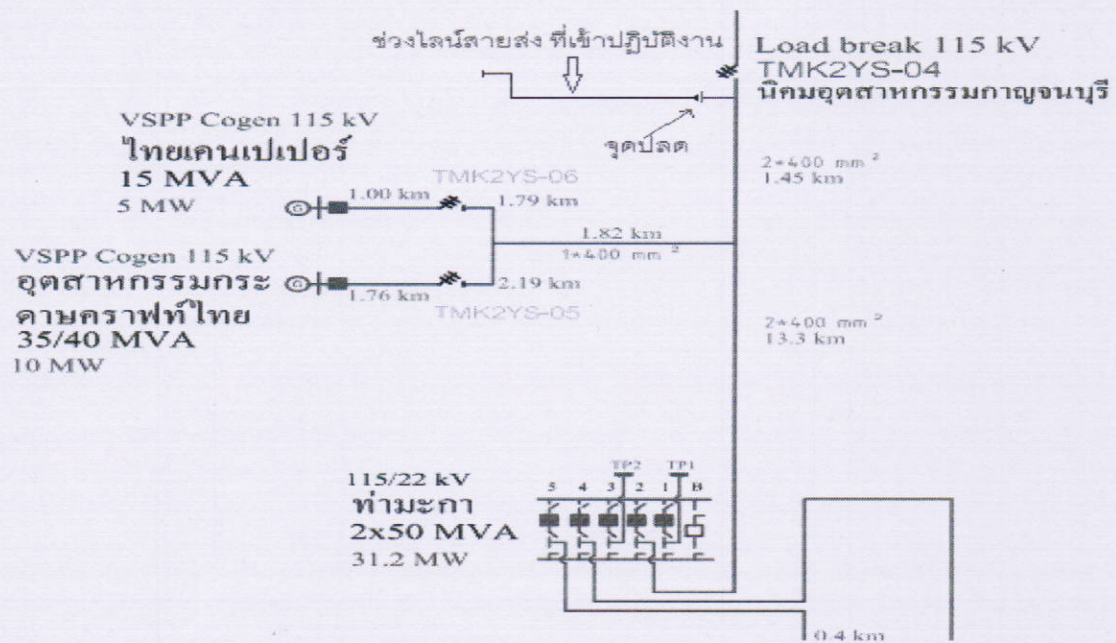 ช่วงไลน์สายส่ง ที่เข้าปฏิบัติงาน
Load break 115 kV
TMK2YS-04
นิคมอุตสาหกรรมกาญจนบุรี
จุดปลด
VSPP Cogen 115 kV
ไทยเคนเปเปอร์
15 MVA
5 MW
TMK2YS-06
1.00 km
1.79 km
2*400 mm²
1.45 km
1.82 km
1*400 mm²
VSPP Cogen 115 kV
อุตสาหกรรมกระ
ดาษคราฟท์ไทย
35/40 MVA
10 MW
1.76 km
2.19 km
TMK2YS-05
2*400 mm²
13.3 km
115/22 kV
ท่ามะกา
2x50 MVA
31.2 MW
TP2 TP1
5 4 3 2 1 B
0.4 km